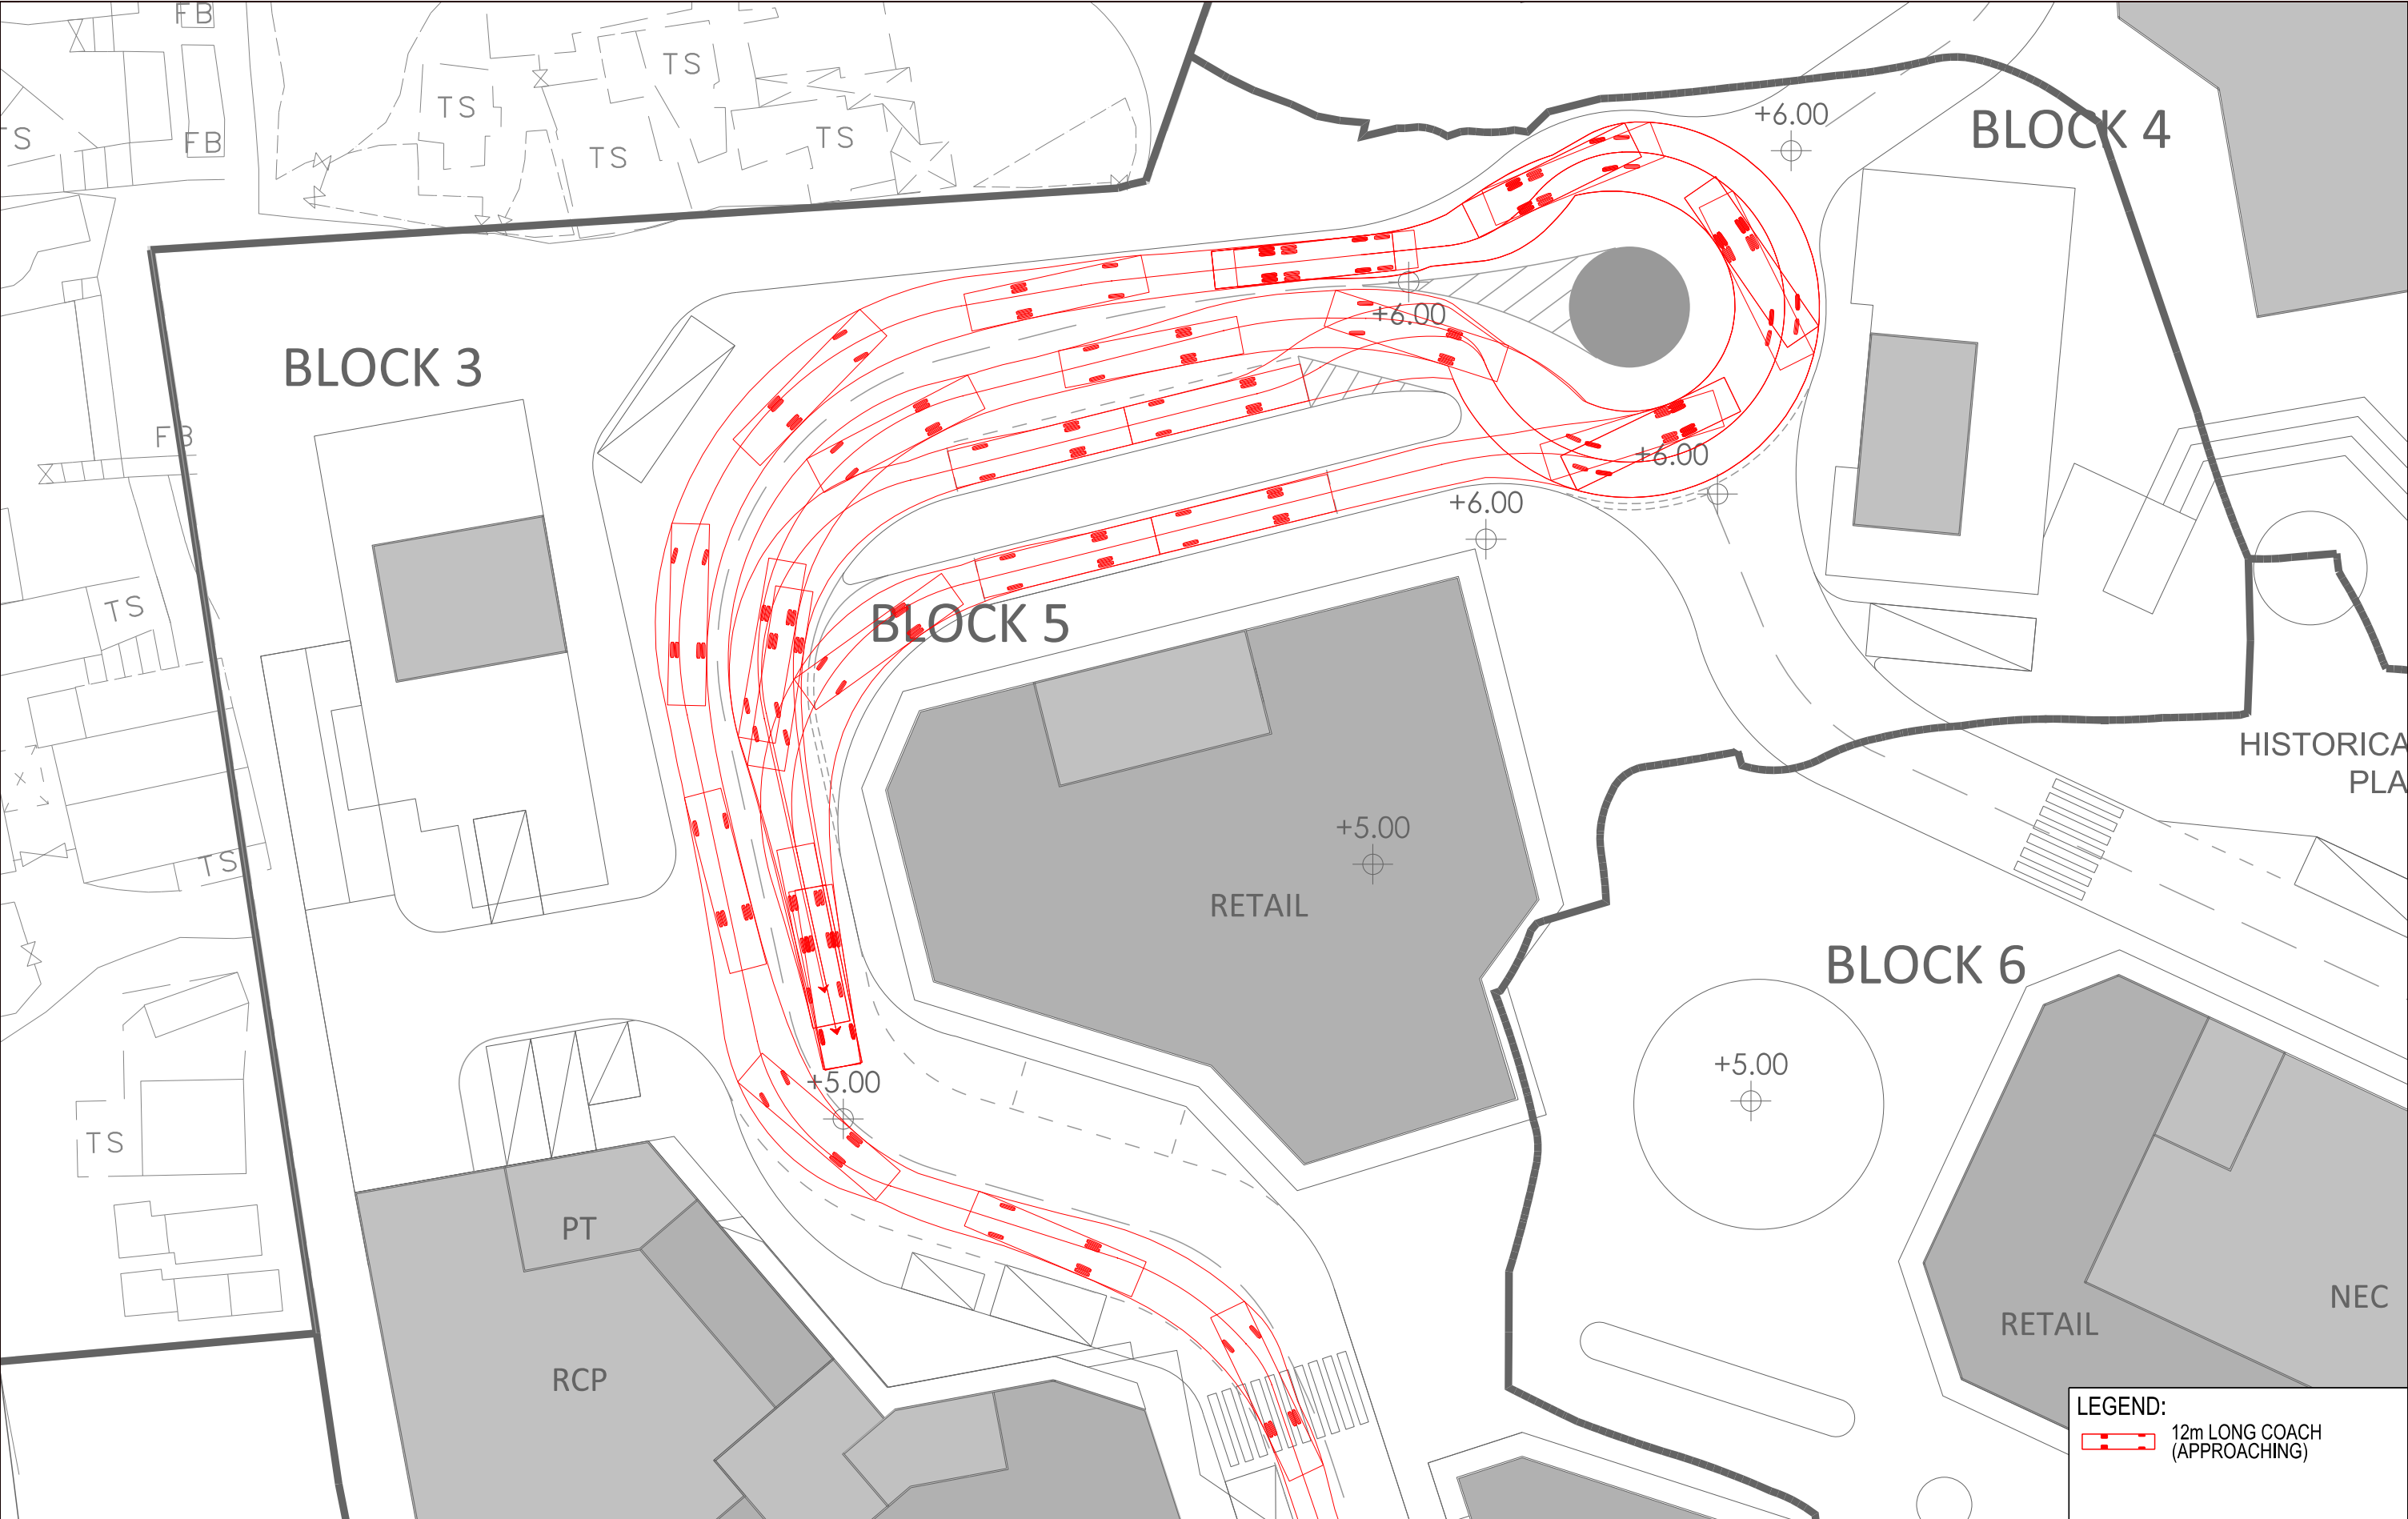 FB
TS
+6.00
TS
BLOCK 4
TS
FB
TS
TS
+6.00
BLOCK 3
FB
+6.00
+6.00
TS
BLOCK 5
HISTORICA
PLA
+5.00
TS
RETAIL
BLOCK 6
+5.00
+5.00
TS
PT
NEC
RETAIL
RCP
LEGEND:
12m LONG COACH
(APPROACHING)